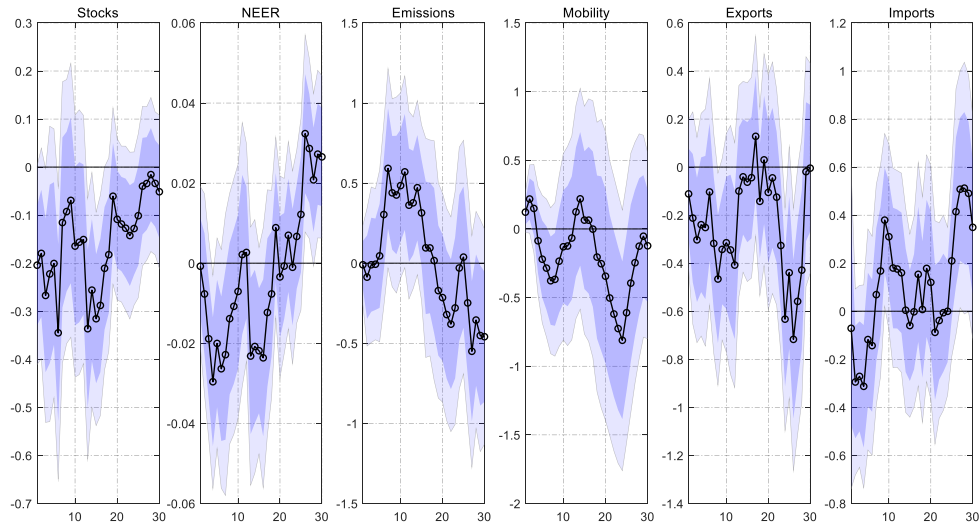 Stocks NEER Emissions Mobility Exports Imports
0.3 0.06 1.5 1.5 0.6 1.2
0.2 0.4 1
0.1 0.04 1 1 0.8
0 0.2
-0.1 0.02 0.5 0.5 0 0.6
-0.2 0 0 0 -0.2 0.4
-0.3 -0.4 0.2
-0.4 -0.02 -0.5 -0.5 -0.6 0
-0.5 -0.04 -1 -1 -0.8 -0.2
-0.6 -1.5 -1 -0.4
-1.2 -0.6
-0.7 -0.06 -1.5 -2 -1.4 -0.8
10 20 30 10 20 30 10 20 30 10 20 30 10 20 30 10 20 30